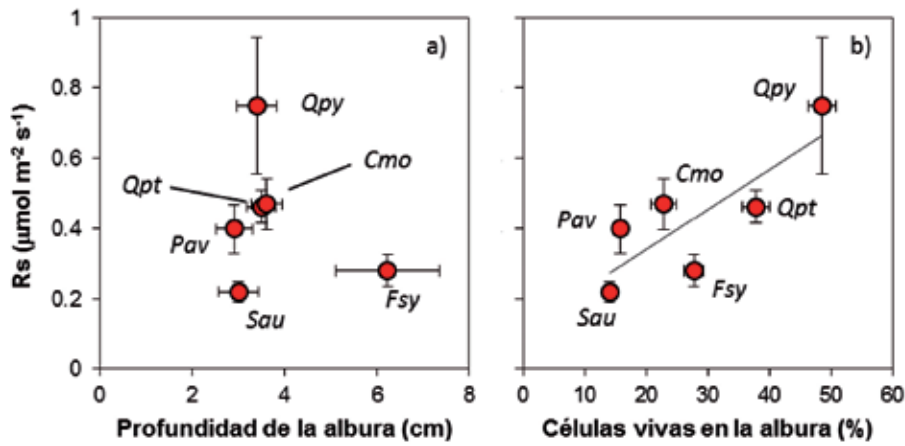 Rs (µmol m⁻² s⁻¹)
1
0.8
0.6
0.4
0.2
0
a)
Qpy
Cmo
Qpt
Pav
Sau
Fsy
0 2 4 6 8
Profundidad de la albura (cm)
b)
Qpy
Cmo
Pav
Qpt
Fsy
Sau
0 10 20 30 40 50 60
Células vivas en la albura (%)